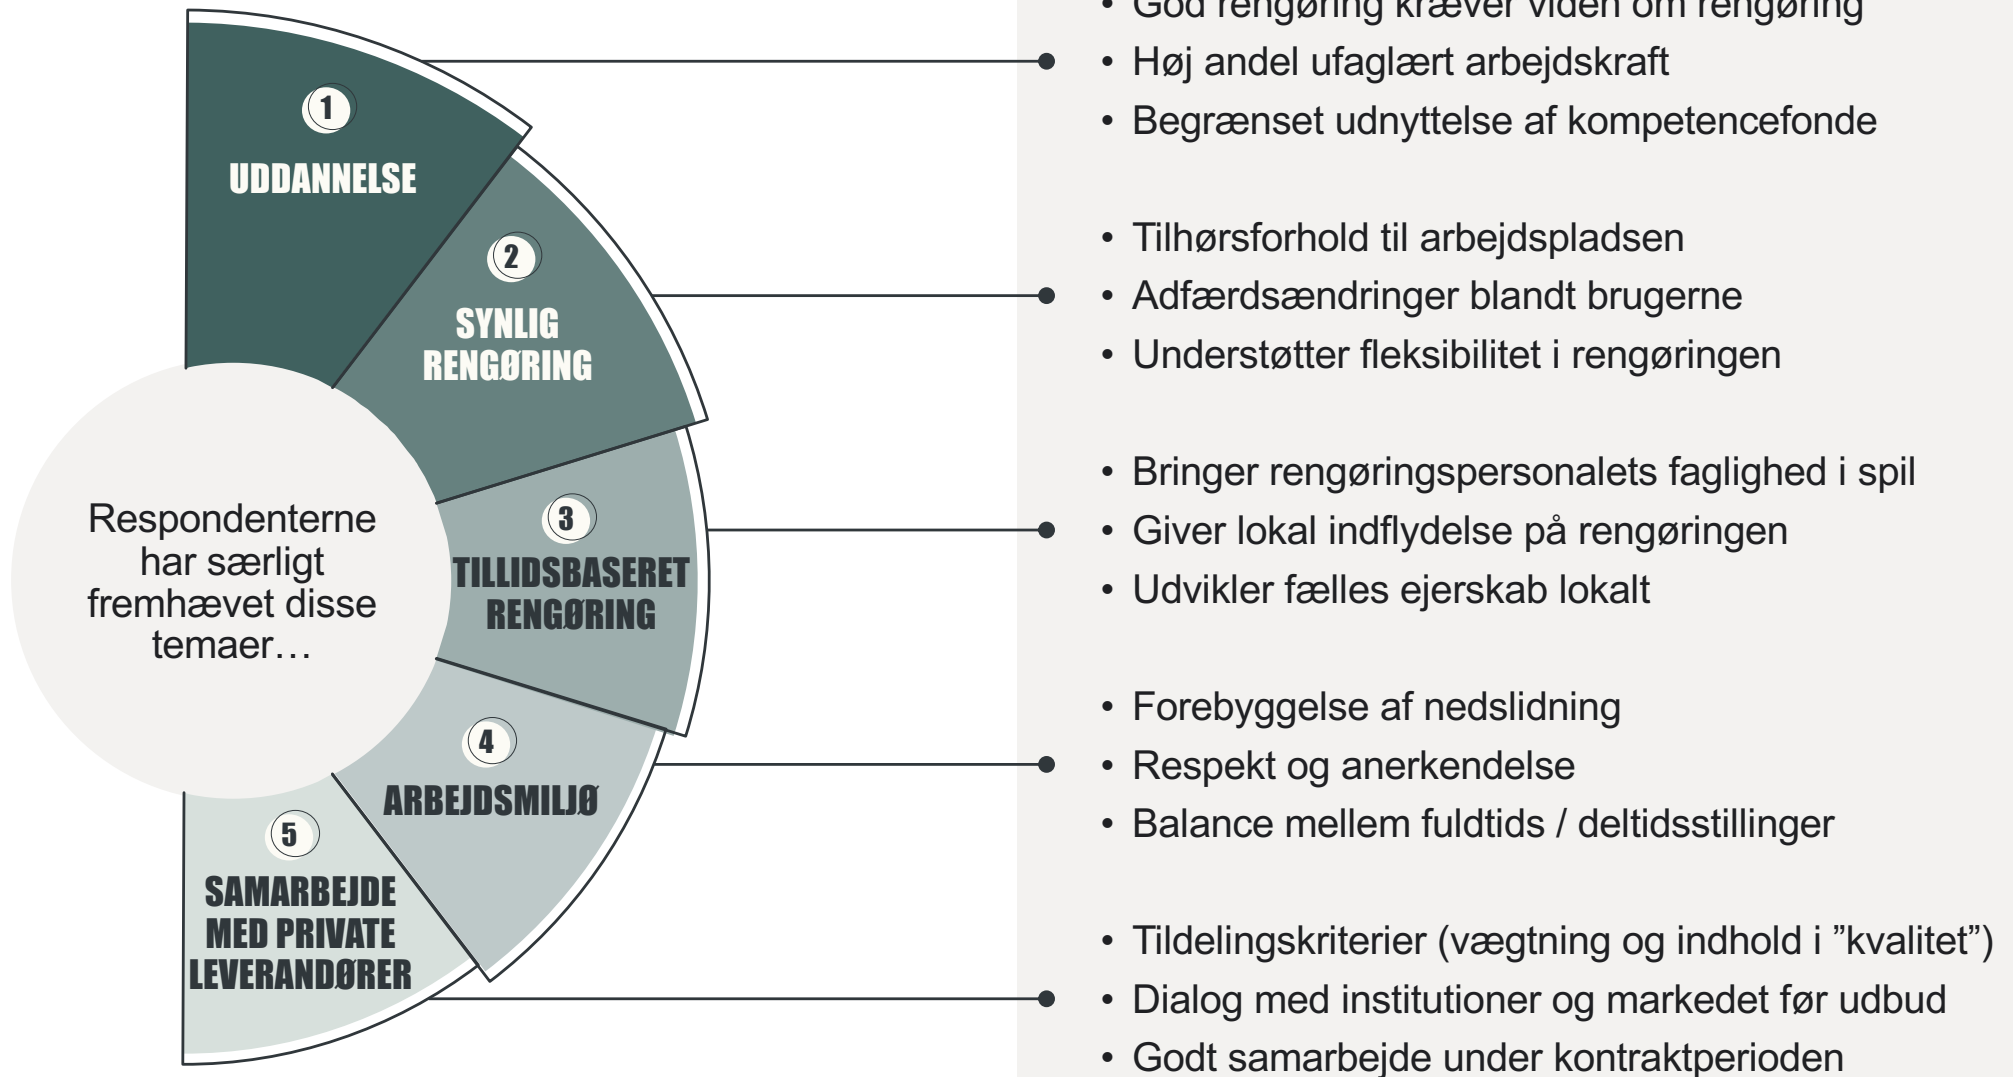 1
UDDANNELSE
• God rengøring kræver viden om rengøring
• Høj andel ufaglært arbejdskraft
• Begrænset udnyttelse af kompetencefonde
2
SYNLIG
RENGØRING
• Tilhørsforhold til arbejdspladsen
• Adfærdsændringer blandt brugerne
• Understøtter fleksibilitet i rengøringen
Respondenterne
har særligt
fremhævet disse
temaer…
3
TILLIDSBASERET
RENGØRING
• Bringer rengøringspersonalets faglighed i spil
• Giver lokal indflydelse på rengøringen
• Udvikler fælles ejerskab lokalt
4
ARBEJDSMILJØ
• Forebyggelse af nedslidning
• Respekt og anerkendelse
• Balance mellem fuldtids / deltidsstillinger
5
SAMARBEJDE
MED PRIVATE
LEVERANDØRER
• Tildelingskriterier (vægtning og indhold i ”kvalitet”)
• Dialog med institutioner og markedet før udbud
• Godt samarbejde under kontraktperioden